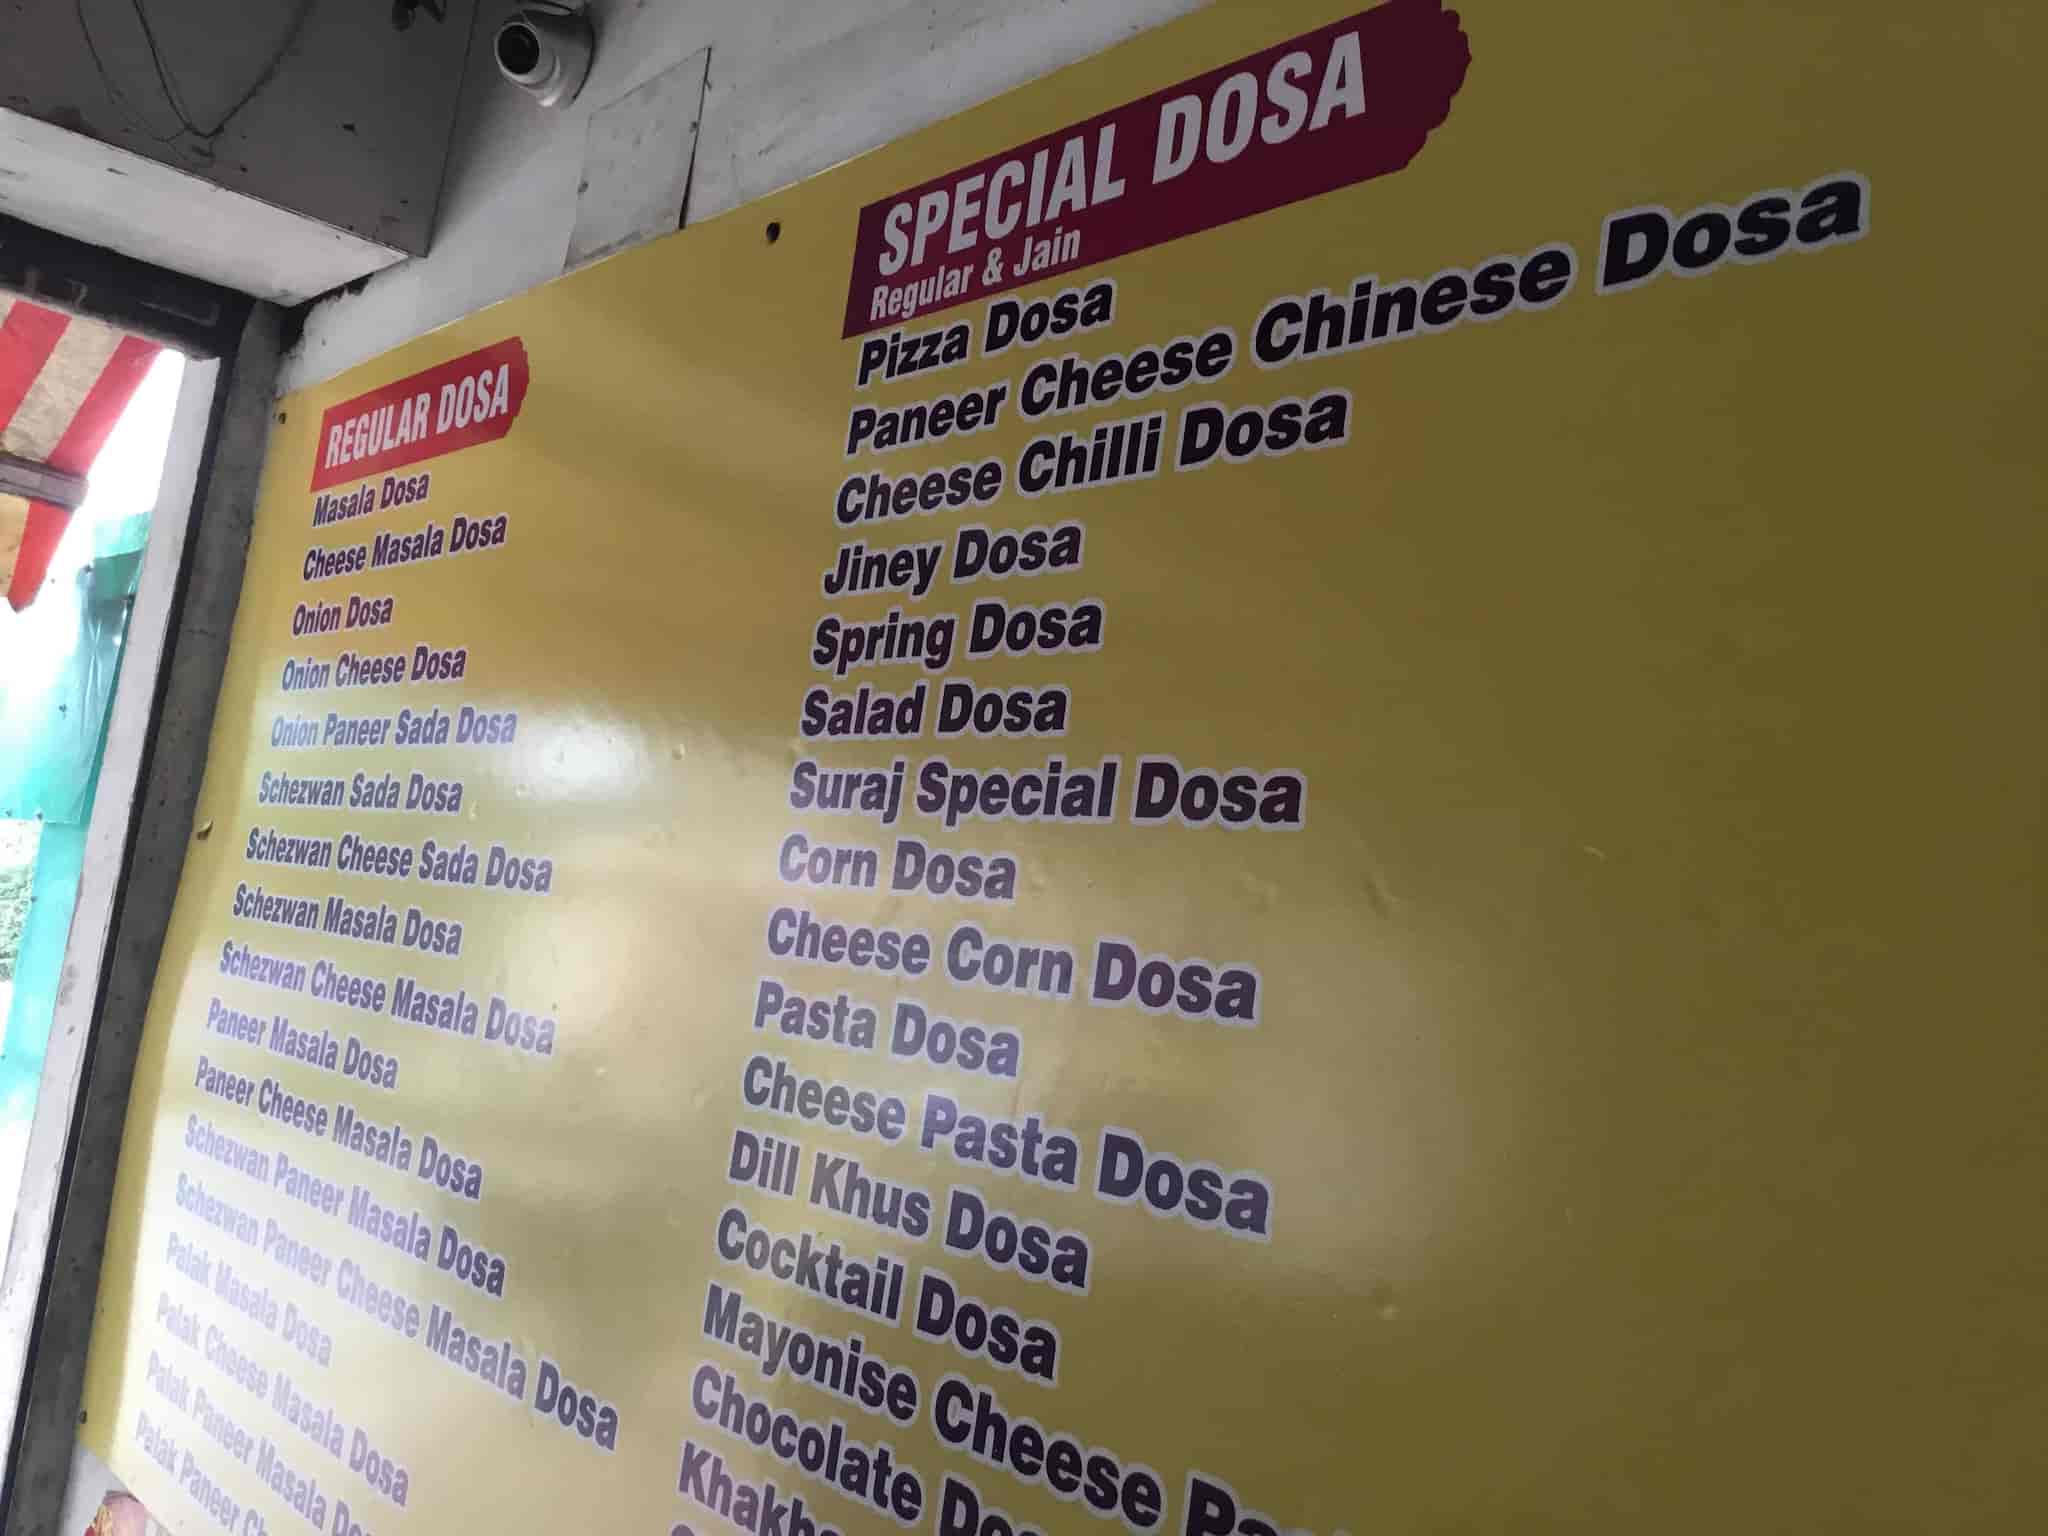 REGULAR DOSA
Masala Dosa
Cheese Masala Dosa
Onion Dosa
Onion Cheese Dosa
Onion Paneer Sada Dosa
Schezwan Sada Dosa
Schezwan Cheese Sada Dosa
Schezwan Masala Dosa
Schezwan Cheese Masala Dosa
Paneer Masala Dosa
Paneer Cheese Masala Dosa
Schezwan Paneer Masala Dosa
Schezwan Paneer Cheese Masala Dosa
Palak Masala Dosa
Palak Cheese Masala Dosa
Palak Paneer Masala
Palak Paneer
SPECIAL DOSA
Regular & Jain
Pizza Dosa
Paneer Cheese Chinese Dosa
Cheese Chilli Dosa
Jiney Dosa
Spring Dosa
Salad Dosa
Suraj Special Dosa
Corn Dosa
Cheese Corn Dosa
Pasta Dosa
Cheese Pasta Dosa
Dill Khus Dosa
Cocktail Dosa
Mayonise Cheese
Chocolate